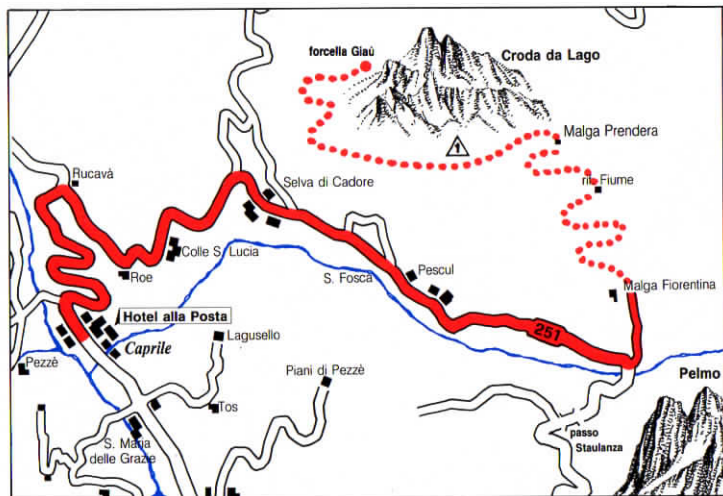 forcella Giaù
Croda da Lago
1
Malga Prendera
Rucavà
Selva di Cadore
rif. Fiume
Colle S. Lucia
Roe
S. Fosca
Pescul
Malga Fiorentina
Hotel alla Posta
Caprile
Lagusello
251
Pezzè
Piani di Pezzè
Pelmo
Tos
S. Maria
delle Grazie
passo
Staulanza